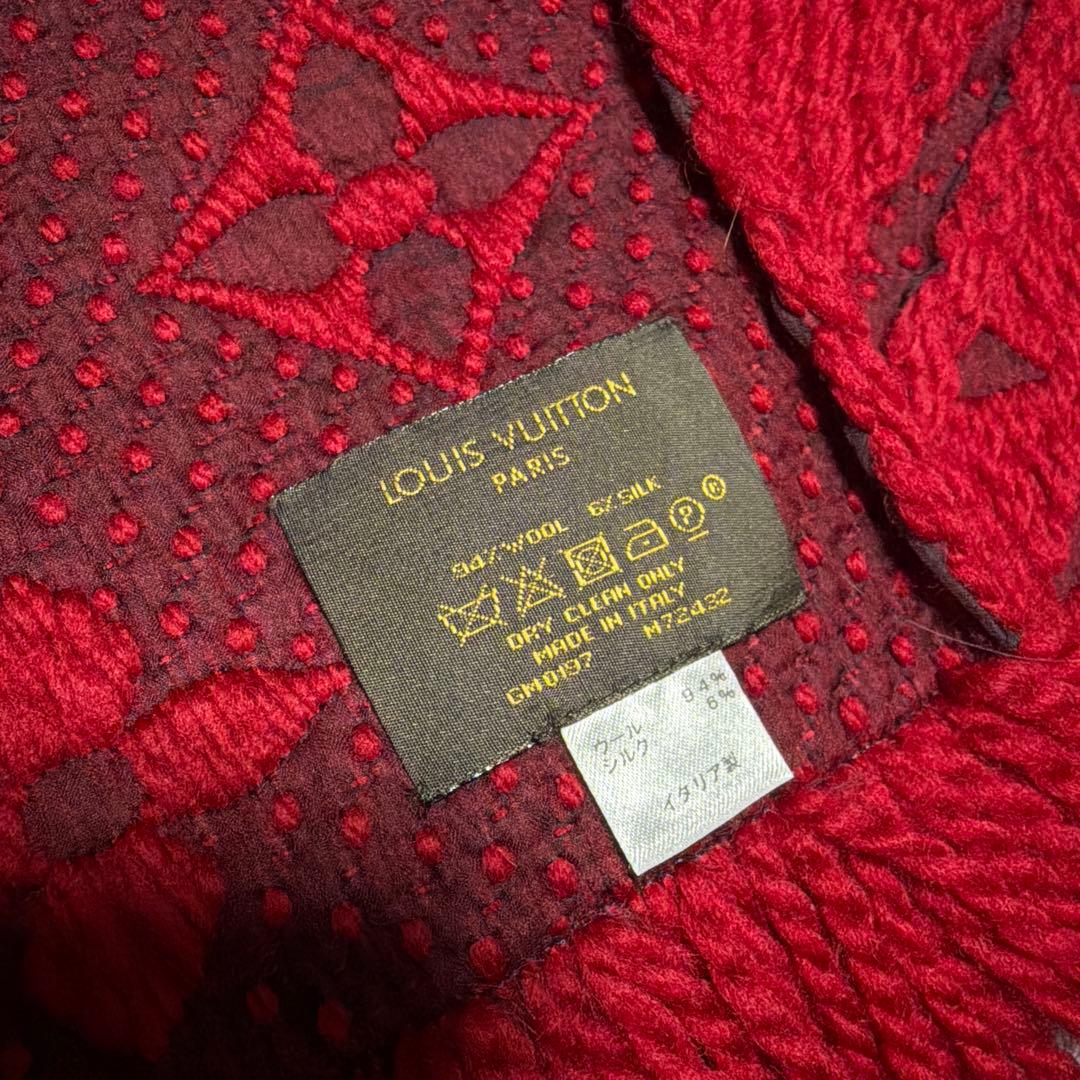 LOUIS VUITTON
PARIS
94%WOOL 6%SILK
P
DRY CLEAN ONLY
MADE IN ITALY
GM0197 M72432
ウール 94%
シルク 6%
イタリア製